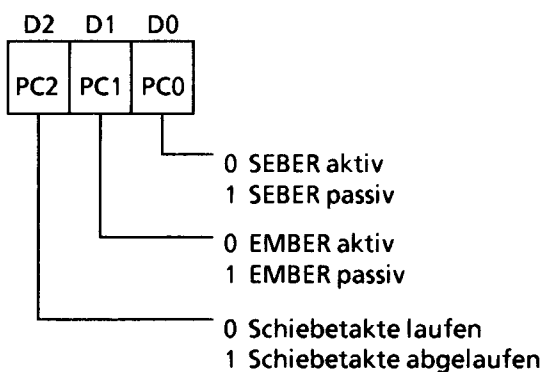 D2 D1 D0
PC2 PC1 PC0
0 SEBER aktiv
1 SEBER passiv
0 EMBER aktiv
1 EMBER passiv
0 Schiebetakte laufen
1 Schiebetakte abgelaufen